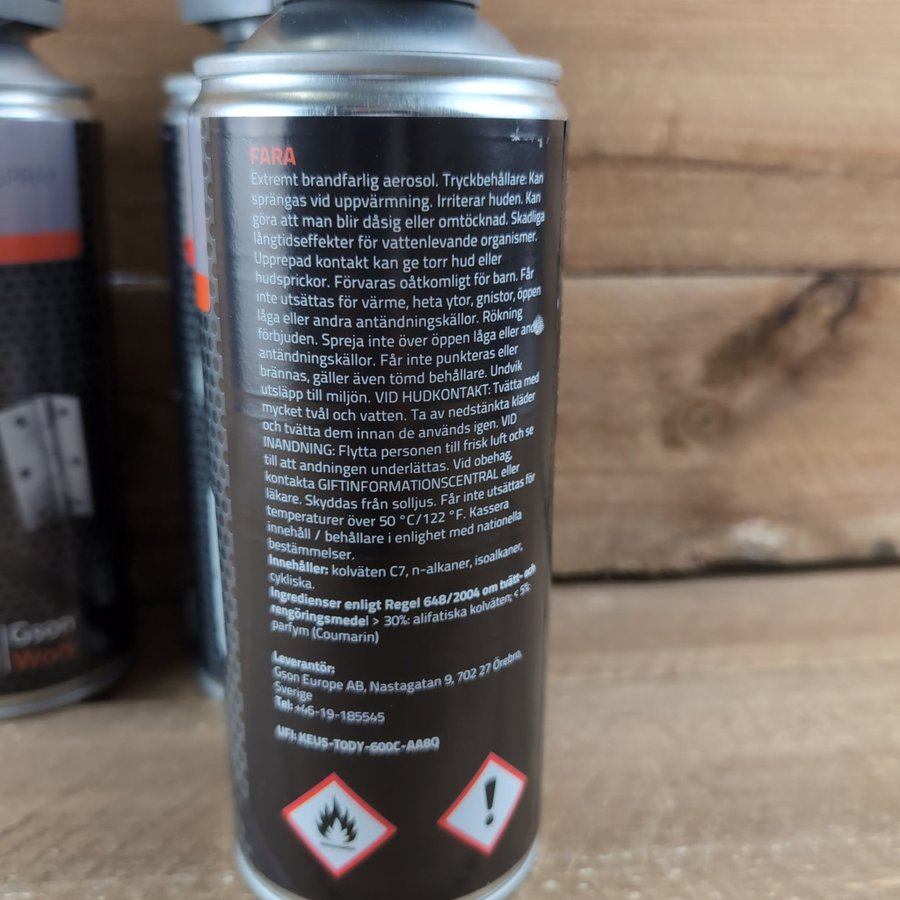 FARA
Extremt brandfarlig aerosol. Tryckbehållare: Kan
sprängas vid uppvärmning. Irriterar huden. Kan
göra att man blir dåsig eller omtöcknad. Skadliga
långtidseffekter för vattenlevande organismer.
Upprepad kontakt kan ge torr hud eller
hudsprickor. Förvaras oåtkomligt för barn. Får
inte utsättas för värme, heta ytor, gnistor, öppen
låga eller andra antändningskällor. Rökning
förbjuden. Spreja inte över öppen låga eller andra
antändningskällor. Får inte punkteras eller
brännas, gäller även tömd behållare. Undvik
utsläpp till miljön. VID HUDKONTAKT: Tvätta med
mycket tvål och vatten. Ta av nedstänkta kläder
och tvätta dem innan de används igen. VID
INANDNING: Flytta personen till frisk luft och se
till att andningen underlättas. Vid obehag,
kontakta GIFTINFORMATIONSCENTRAL eller
läkare. Skyddas från solljus. Får inte utsättas för
temperaturer över 50 °C/122 °F. Kassera
innehåll / behållare i enlighet med nationella
bestämmelser.
Innehåller: kolväten C7, n-alkaner, isoalkaner,
cykliska.
Ingredienser enligt Regel 648/2004 om tvätt- och
rengöringsmedel > 30%: alifatiska kolväten; < 5%:
parfym (Coumarin)
Leverantör:
Gson Europe AB, Nastagatan 9, 702 27 Örebro,
Sverige
Tel: +46-19-185545
UFI: KEUS-T0DY-600C-AA8Q
Gson
Work